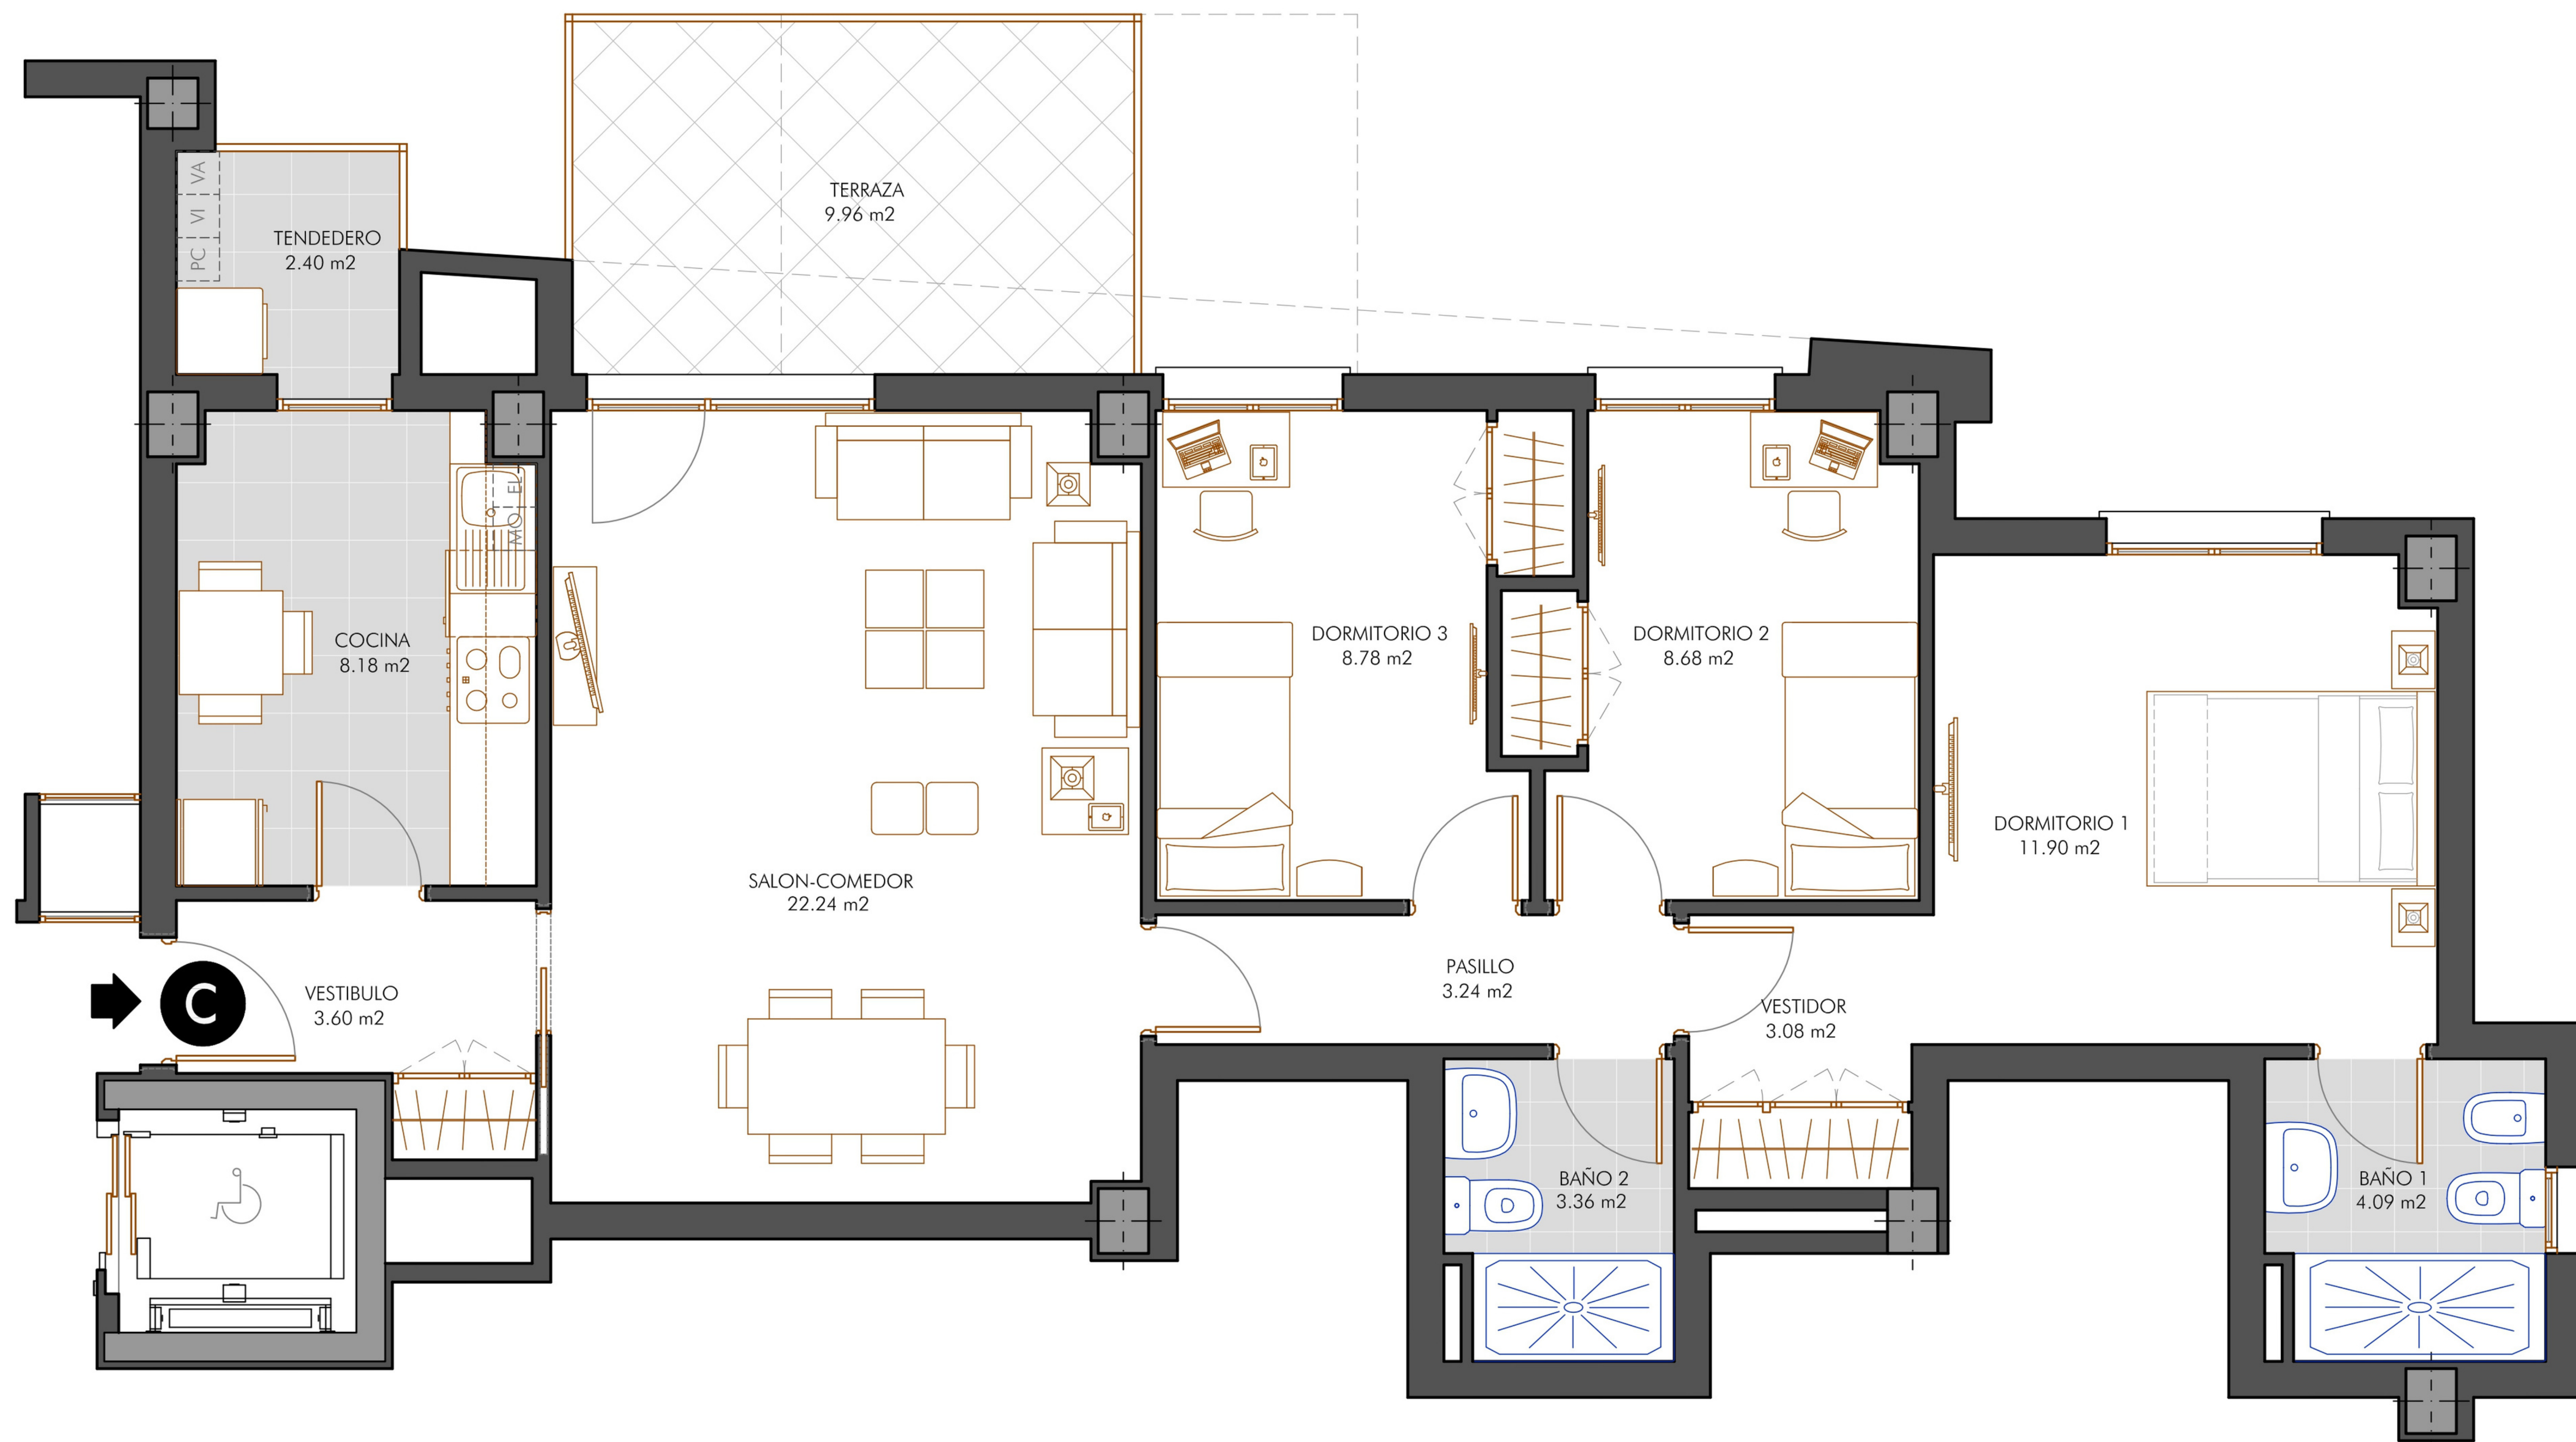 TERRAZA
9.96 m2
VA
VI
PC
TENDEDERO
2.40 m2
EL
MO
COCINA
8.18 m2
DORMITORIO 3
8.78 m2
DORMITORIO 2
8.68 m2
DORMITORIO 1
11.90 m2
SALON-COMEDOR
22.24 m2
PASILLO
3.24 m2
C
VESTIBULO
3.60 m2
VESTIDOR
3.08 m2
BAÑO 2
3.36 m2
BAÑO 1
4.09 m2